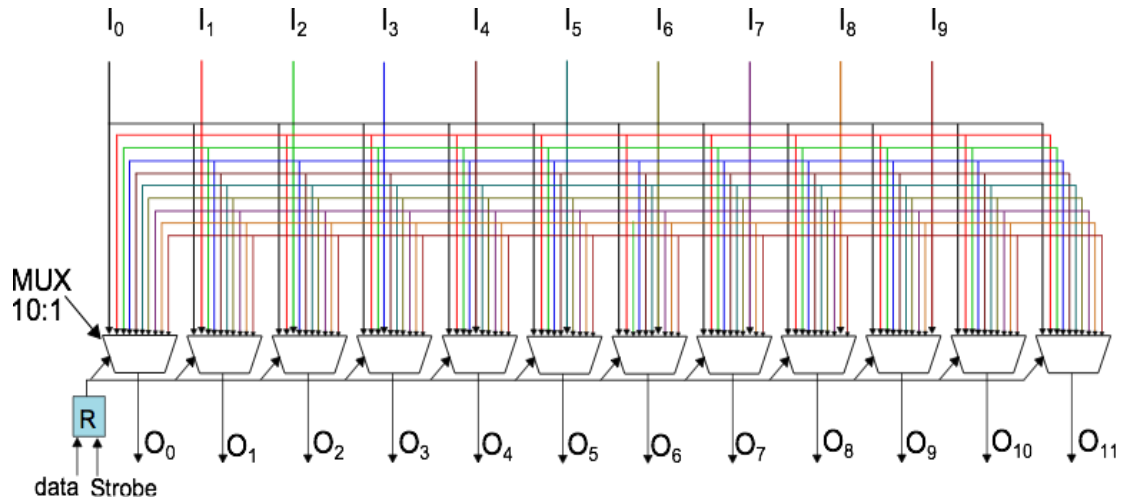 I0 I1 I2 I3 I4 I5 I6 I7 I8 I9
MUX
10:1
R
O0 O1 O2 O3 O4 O5 O6 O7 O8 O9 O10 O11
data Strobe